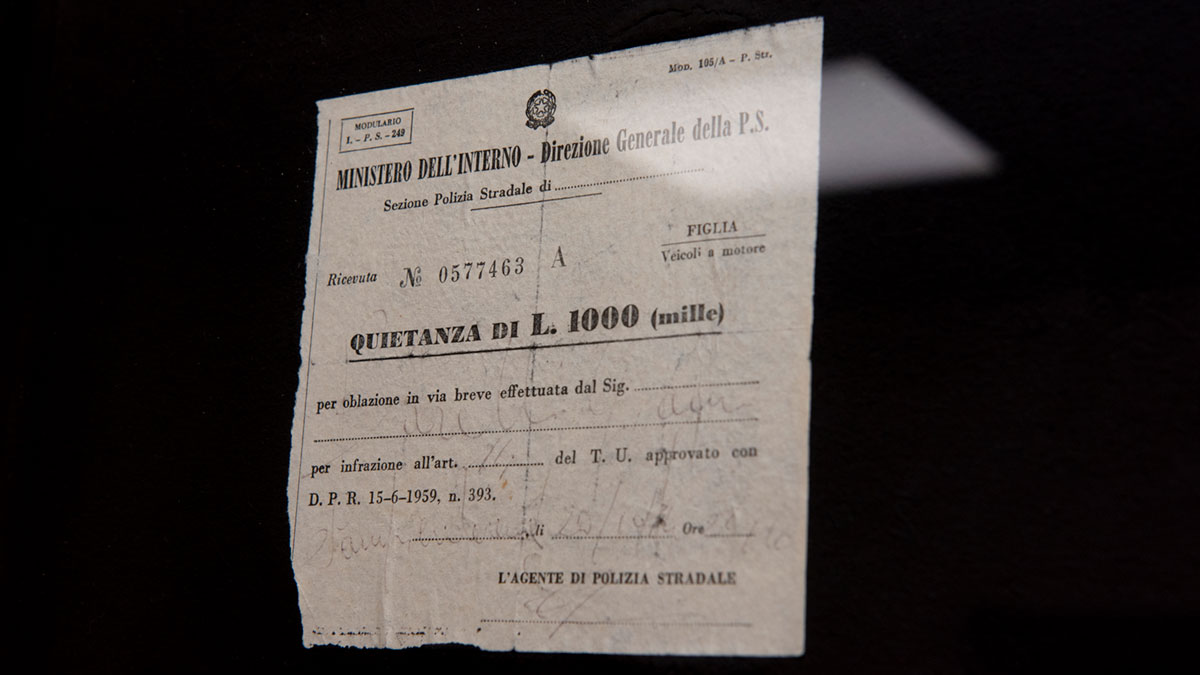 Mod. 105/A – P. Str.
MODULARIO
I. – P. S. – 249
MINISTERO DELL'INTERNO – Direzione Generale della P.S.
Sezione Polizia Stradale di
FIGLIA
Veicoli a motore
Ricevuta № 0577463 A
QUIETANZA DI L. 1000 (mille)
per oblazione in via breve effettuata dal Sig.
per infrazione all'art. del T. U. approvato con
D. P. R. 15–6–1959, n. 393.
li Ore
L'AGENTE DI POLIZIA STRADALE